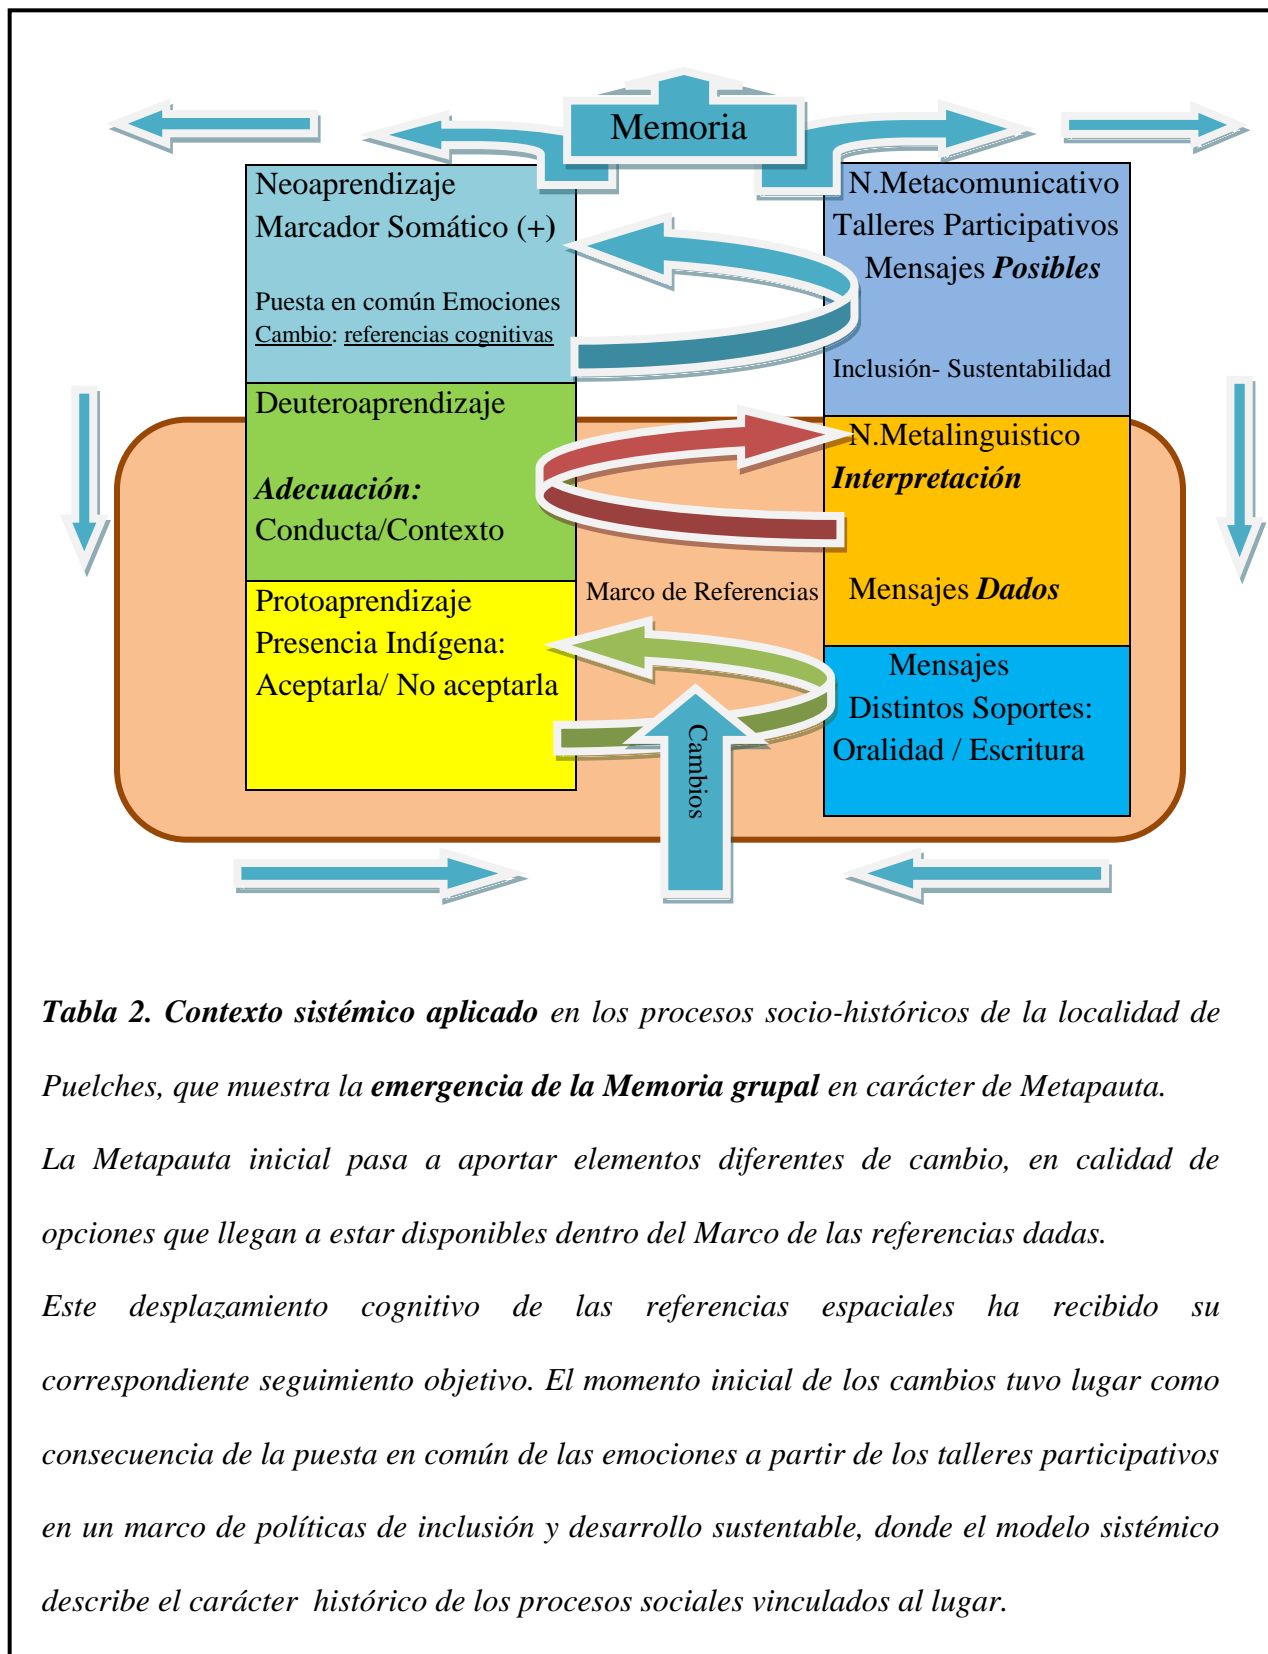 Memoria
Neoaprendizaje
Marcador Somático (+)
Puesta en común Emociones
Cambio: referencias cognitivas
N.Metacomunicativo
Talleres Participativos
Mensajes Posibles
Inclusión- Sustentabilidad
Deuteroaprendizaje
Adecuación:
Conducta/Contexto
N.Metalinguistico
Interpretación
Mensajes Dados
Marco de Referencias
Protoaprendizaje
Presencia Indígena:
Aceptarla/ No aceptarla
Mensajes
Distintos Soportes:
Oralidad / Escritura
Cambios
Tabla 2. Contexto sistémico aplicado en los procesos socio-históricos de la localidad de
Puelches, que muestra la emergencia de la Memoria grupal en carácter de Metapauta.
La Metapauta inicial pasa a aportar elementos diferentes de cambio, en calidad de
opciones que llegan a estar disponibles dentro del Marco de las referencias dadas.
Este desplazamiento cognitivo de las referencias espaciales ha recibido su
correspondiente seguimiento objetivo. El momento inicial de los cambios tuvo lugar como
consecuencia de la puesta en común de las emociones a partir de los talleres participativos
en un marco de políticas de inclusión y desarrollo sustentable, donde el modelo sistémico
describe el carácter histórico de los procesos sociales vinculados al lugar.